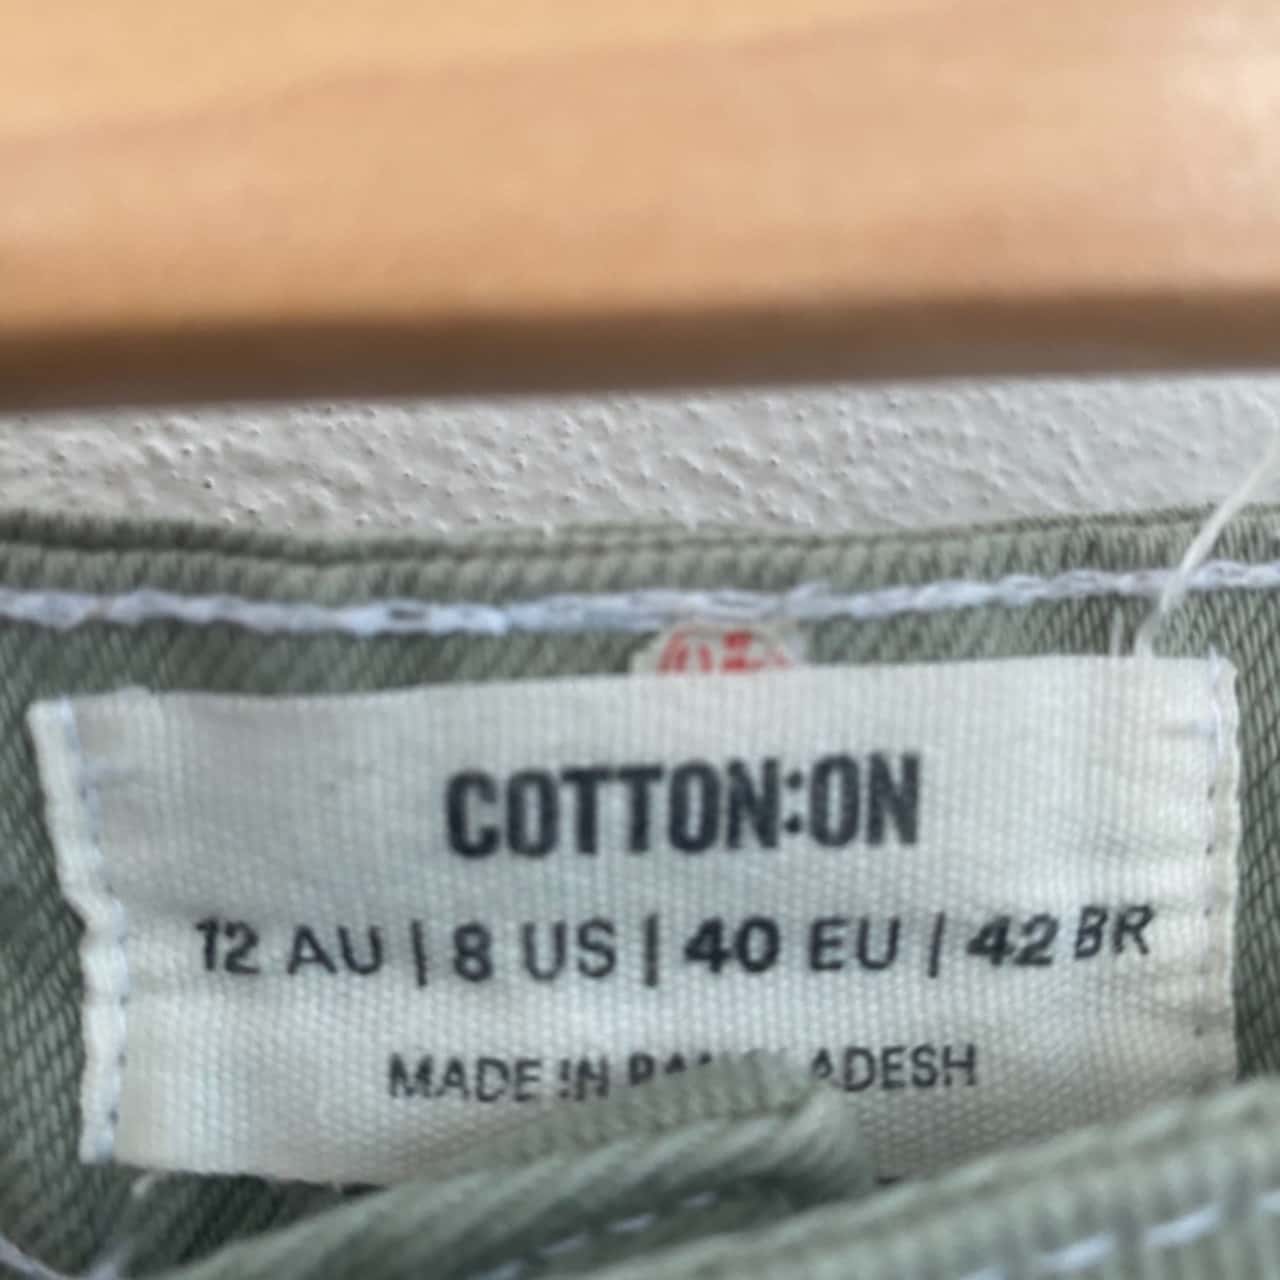 COTTON:ON
12 AU | 8 US | 40 EU | 42 BR
MADE IN